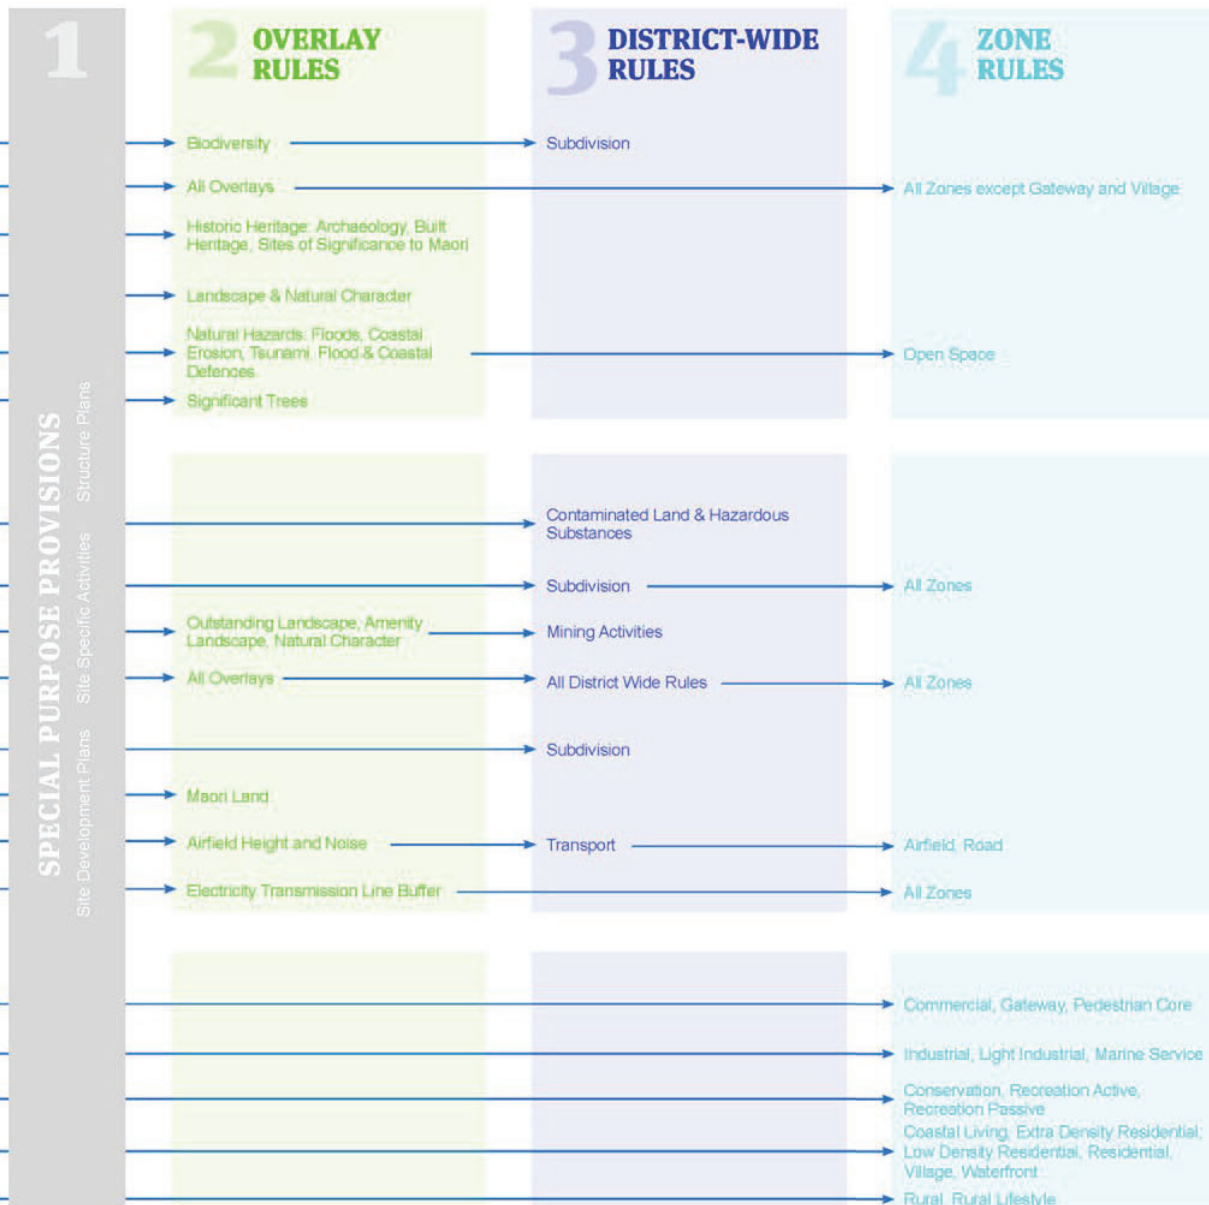 1
SPECIAL PURPOSE PROVISIONS
Site Development Plans Site Specific Activities Structure Plans
2 OVERLAY
RULES
3 DISTRICT-WIDE
RULES
4 ZONE
RULES
Biodiversity
Subdivision
All Overlays
All Zones except Gateway and Village
Historic Heritage: Archaeology, Built
Heritage, Sites of Significance to Maori
Landscape & Natural Character
Natural Hazards: Floods, Coastal
Erosion, Tsunami, Flood & Coastal
Defences
Open Space
Significant Trees
Contaminated Land & Hazardous
Substances
Subdivision
All Zones
Outstanding Landscape, Amenity
Landscape, Natural Character
Mining Activities
All Overlays
All District Wide Rules
All Zones
Subdivision
Maori Land
Airfield Height and Noise
Transport
Airfield, Road
Electricity Transmission Line Buffer
All Zones
Commercial, Gateway, Pedestrian Core
Industrial, Light Industrial, Marine Service
Conservation, Recreation Active,
Recreation Passive
Coastal Living, Extra Density Residential,
Low Density Residential, Residential,
Village, Waterfront
Rural, Rural Lifestyle